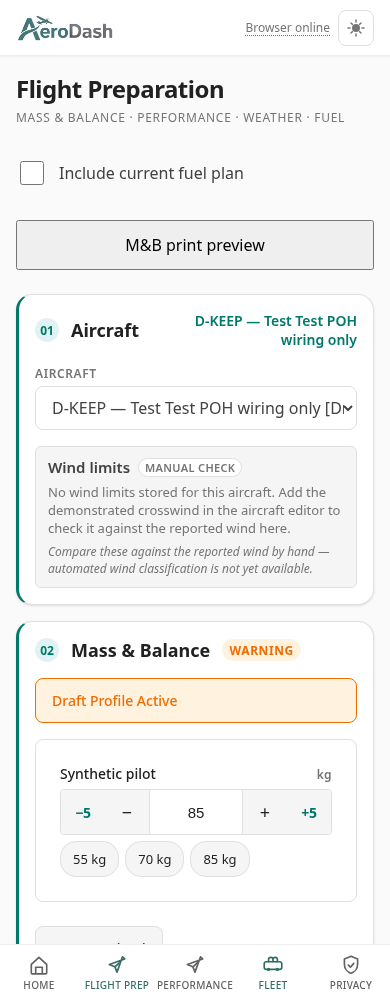 AeroDash
Browser online
Flight Preparation
MASS & BALANCE · PERFORMANCE · WEATHER · FUEL
Include current fuel plan
M&B print preview
01 Aircraft
D-KEEP — Test Test POH
wiring only
AIRCRAFT
D-KEEP — Test Test POH wiring only
Wind limits MANUAL CHECK
No wind limits stored for this aircraft. Add the
demonstrated crosswind in the aircraft editor to
check it against the reported wind here.
Compare these against the reported wind by hand —
automated wind classification is not yet available.
02 Mass & Balance WARNING
Draft Profile Active
Synthetic pilot kg
−5 − 85 + +5
55 kg 70 kg 85 kg
HOME FLIGHT PREP PERFORMANCE FLEET PRIVACY